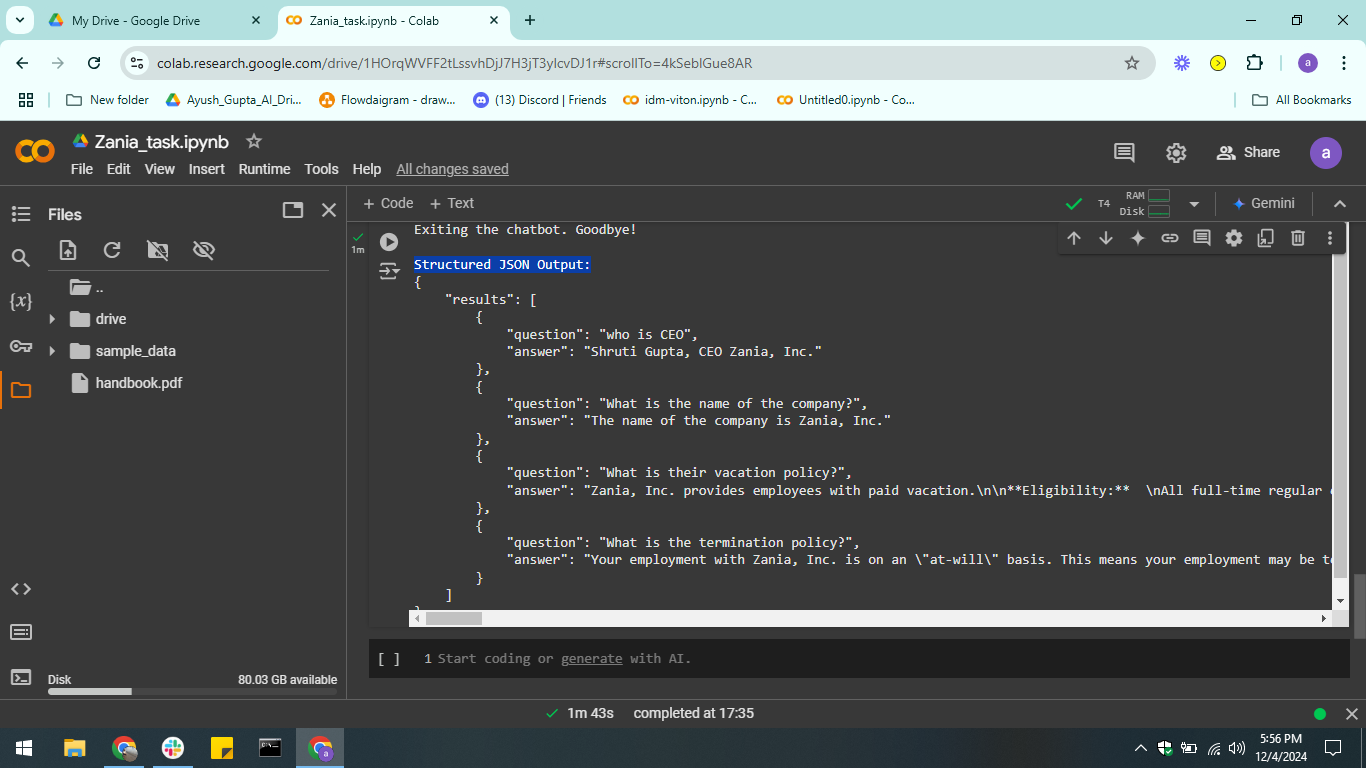 My Drive - Google Drive
Zania_task.ipynb - Colab
colab.research.google.com/drive/1HOrqWVFF2tLssvhDjJ7H3jT3yIcvDJ1r#scrollTo=4kSeblGue8AR
a
New folder
Ayush_Gupta_AI_Dri...
Flowdaigram - draw...
(13) Discord | Friends
idm-viton.ipynb - C...
Untitled0.ipynb - Co...
All Bookmarks
Zania_task.ipynb
File Edit View Insert Runtime Tools Help All changes saved
Share
a
Files
+ Code + Text
T4
RAM
Disk
Gemini
..
drive
sample_data
handbook.pdf
{x}
Disk
80.03 GB available
1m
Exiting the chatbot. Goodbye!
Structured JSON Output:
{
"results": [
{
"question": "who is CEO",
"answer": "Shruti Gupta, CEO Zania, Inc."
},
{
"question": "What is the name of the company?",
"answer": "The name of the company is Zania, Inc."
},
{
"question": "What is their vacation policy?",
"answer": "Zania, Inc. provides employees with paid vacation.\n\n**Eligibility:**  \nAll full-time regular
},
{
"question": "What is the termination policy?",
"answer": "Your employment with Zania, Inc. is on an \"at-will\" basis. This means your employment may be
}
]
[ ] 1 Start coding or generate with AI.
1m 43s completed at 17:35
5:56 PM
12/4/2024